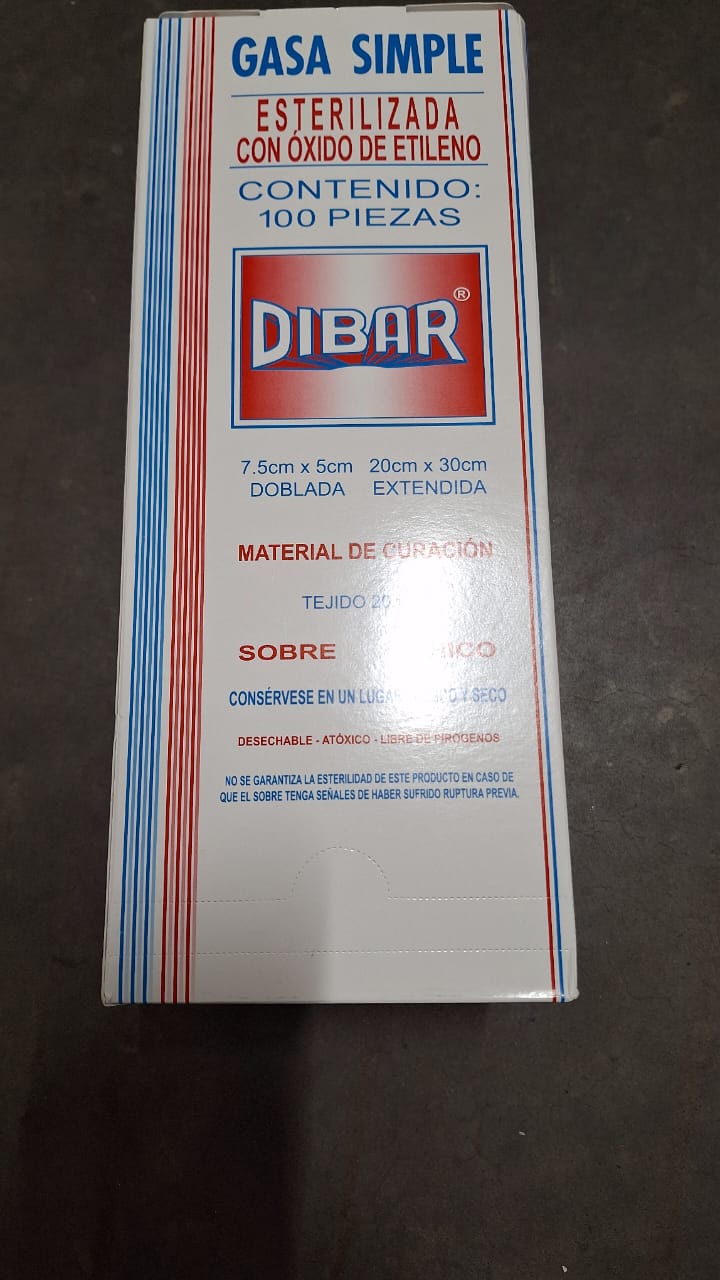 GASA SIMPLE
ESTERILIZADA
CON ÓXIDO DE ETILENO
CONTENIDO:
100 PIEZAS
DIBAR®
7.5cm x 5cm 20cm x 30cm
DOBLADA EXTENDIDA
MATERIAL DE CURACIÓN
TEJIDO 20
SOBRE
CONSÉRVESE EN UN LUGAR Y SECO
DESECHABLE - ATÓXICO - LIBRE DE PIRÓGENOS
NO SE GARANTIZA LA ESTERILIDAD DE ESTE PRODUCTO EN CASO DE
QUE EL SOBRE TENGA SEÑALES DE HABER SUFRIDO RUPTURA PREVIA.